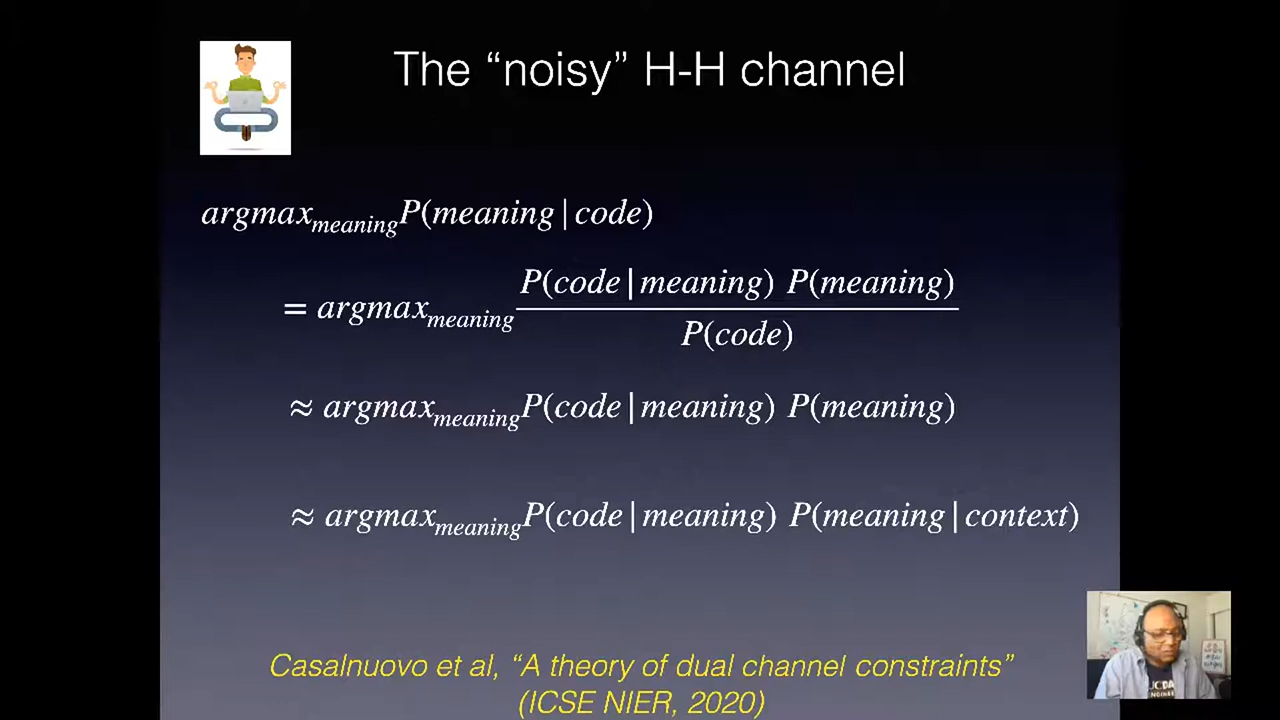 The “noisy” H-H channel
argmax_meaning P(meaning | code)
= argmax_meaning P(code | meaning) P(meaning) / P(code)
≈ argmax_meaning P(code | meaning) P(meaning)
≈ argmax_meaning P(code | meaning) P(meaning | context)
Casalnuovo et al, “A theory of dual channel constraints”
(ICSE NIER, 2020)